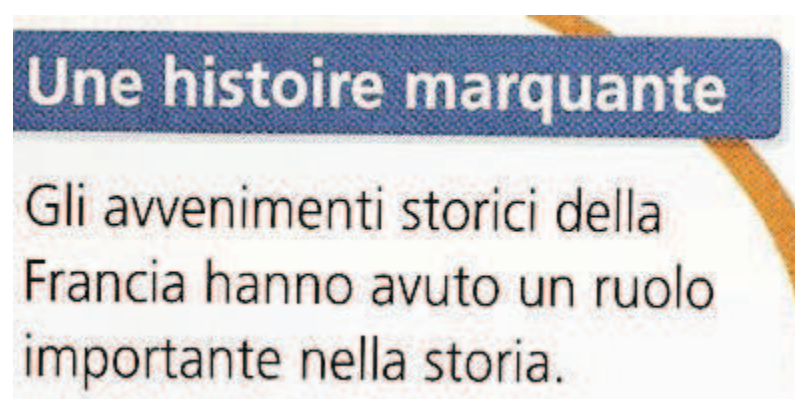 Une histoire marquante
Gli avvenimenti storici della
Francia hanno avuto un ruolo
importante nella storia.